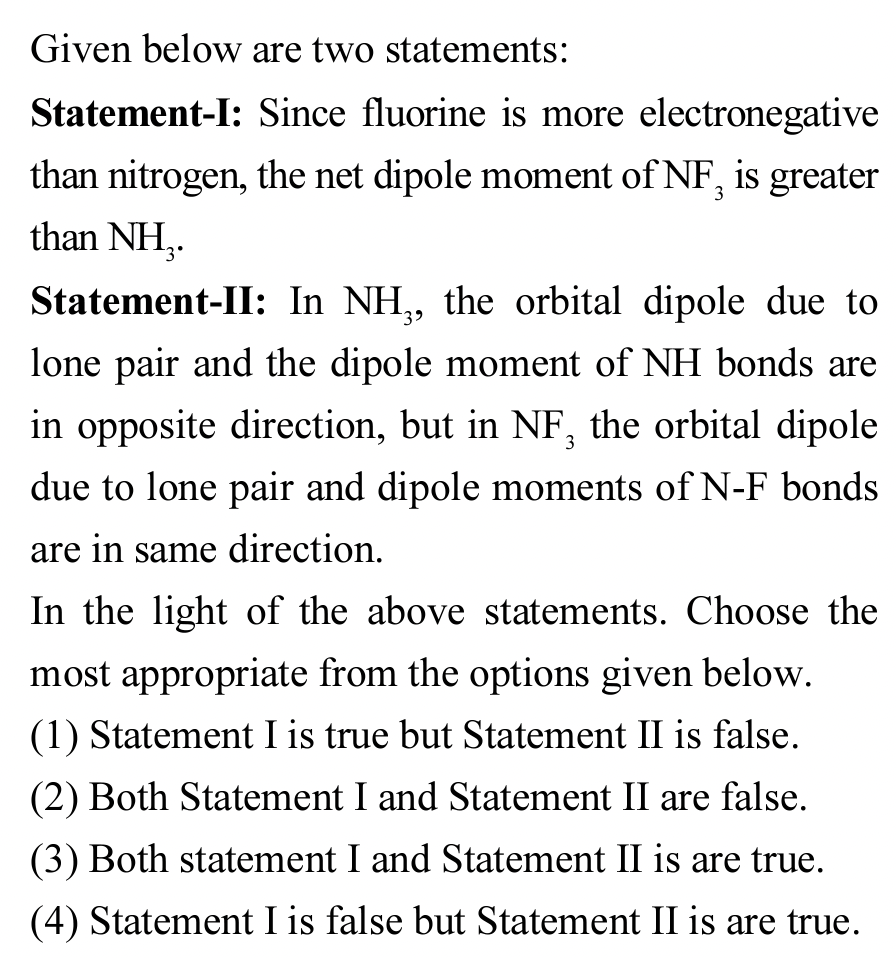 Given below are two statements:
Statement-I: Since fluorine is more electronegative
than nitrogen, the net dipole moment of NF₃ is greater
than NH₃.
Statement-II: In NH₃, the orbital dipole due to
lone pair and the dipole moment of NH bonds are
in opposite direction, but in NF₃ the orbital dipole
due to lone pair and dipole moments of N-F bonds
are in same direction.
In the light of the above statements. Choose the
most appropriate from the options given below.
(1) Statement I is true but Statement II is false.
(2) Both Statement I and Statement II are false.
(3) Both statement I and Statement II is are true.
(4) Statement I is false but Statement II is are true.